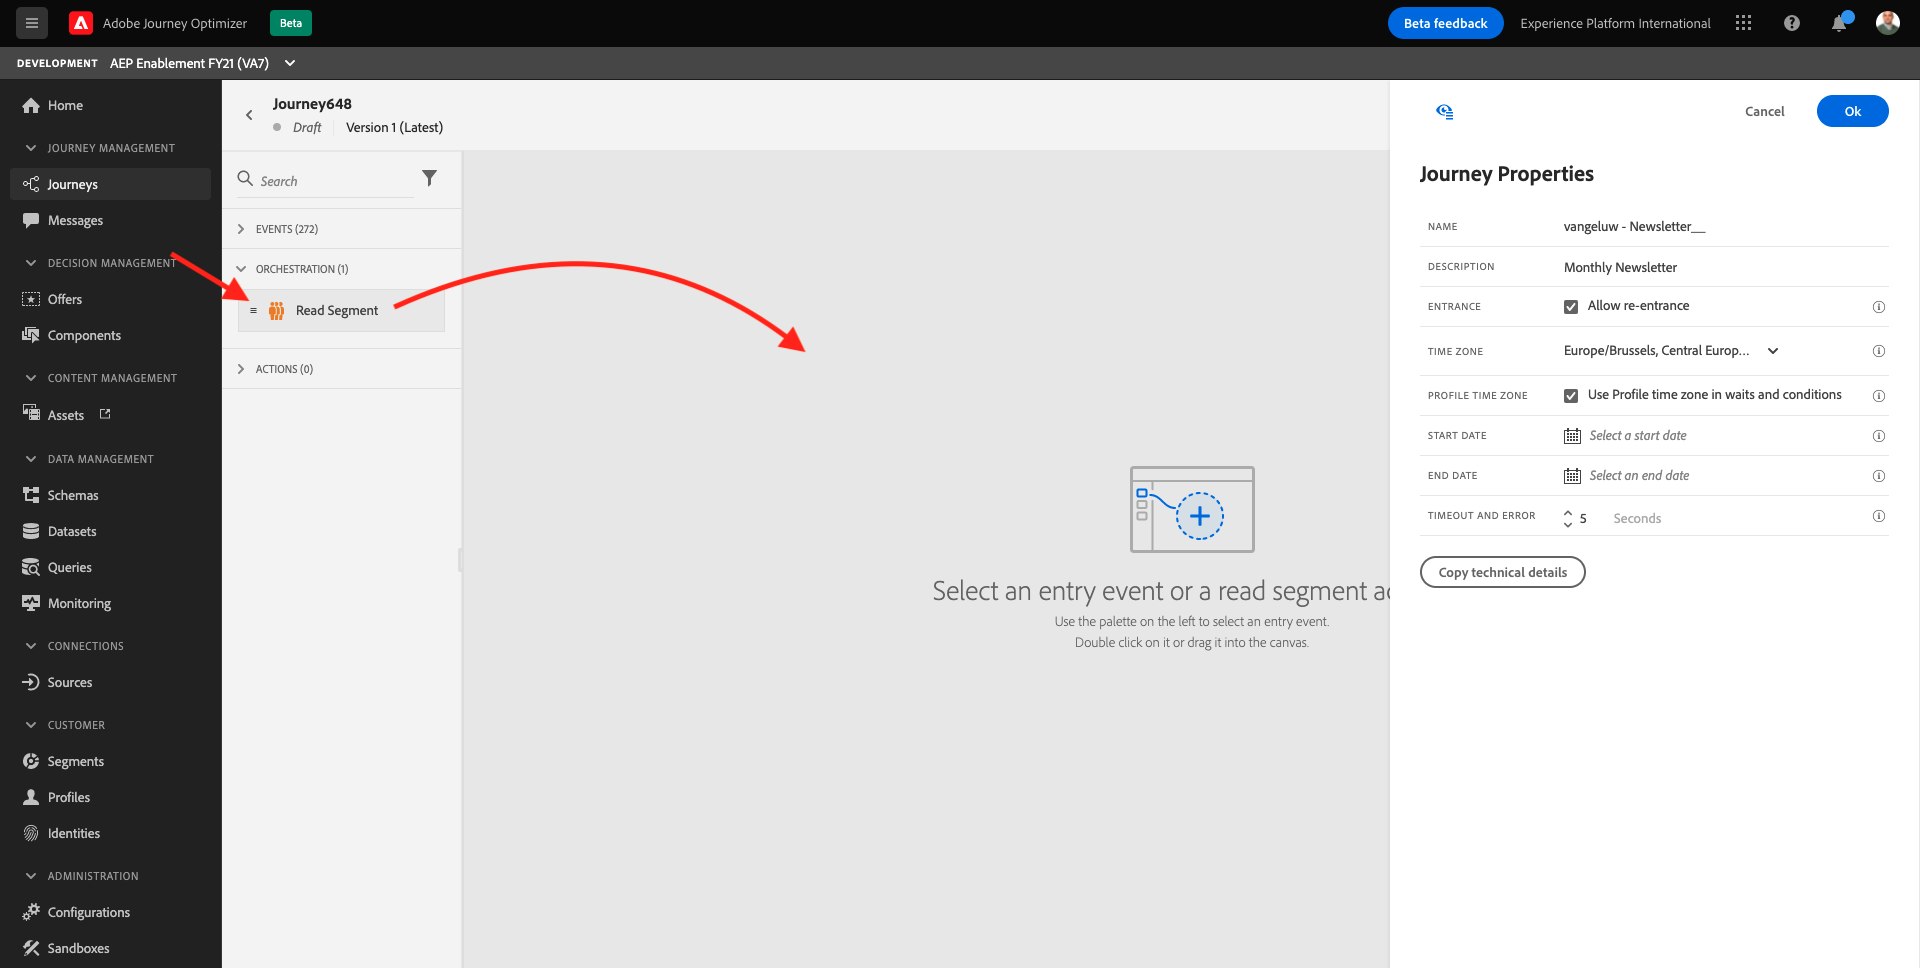 Adobe Journey Optimizer Beta Beta feedback Experience Platform International
DEVELOPMENT AEP Enablement FY21 (VA7)
Home
JOURNEY MANAGEMENT
Journeys
Messages
DECISION MANAGEMENT
Offers
Components
CONTENT MANAGEMENT
Assets
DATA MANAGEMENT
Schemas
Datasets
Queries
Monitoring
CONNECTIONS
Sources
CUSTOMER
Segments
Profiles
Identities
ADMINISTRATION
Configurations
Sandboxes
Journey648
Draft Version 1 (Latest)
Search
EVENTS (272)
ORCHESTRATION (1)
Read Segment
ACTIONS (0)
Select an entry event or a read segment
Use the palette on the left to select an entry event.
Double click on it or drag it into the canvas.
Cancel Ok
Journey Properties
NAME vangeluw - Newsletter__
DESCRIPTION Monthly Newsletter
ENTRANCE Allow re-entrance
TIME ZONE Europe/Brussels, Central Europ...
PROFILE TIME ZONE Use Profile time zone in waits and conditions
START DATE Select a start date
END DATE Select an end date
TIMEOUT AND ERROR 5 Seconds
Copy technical details